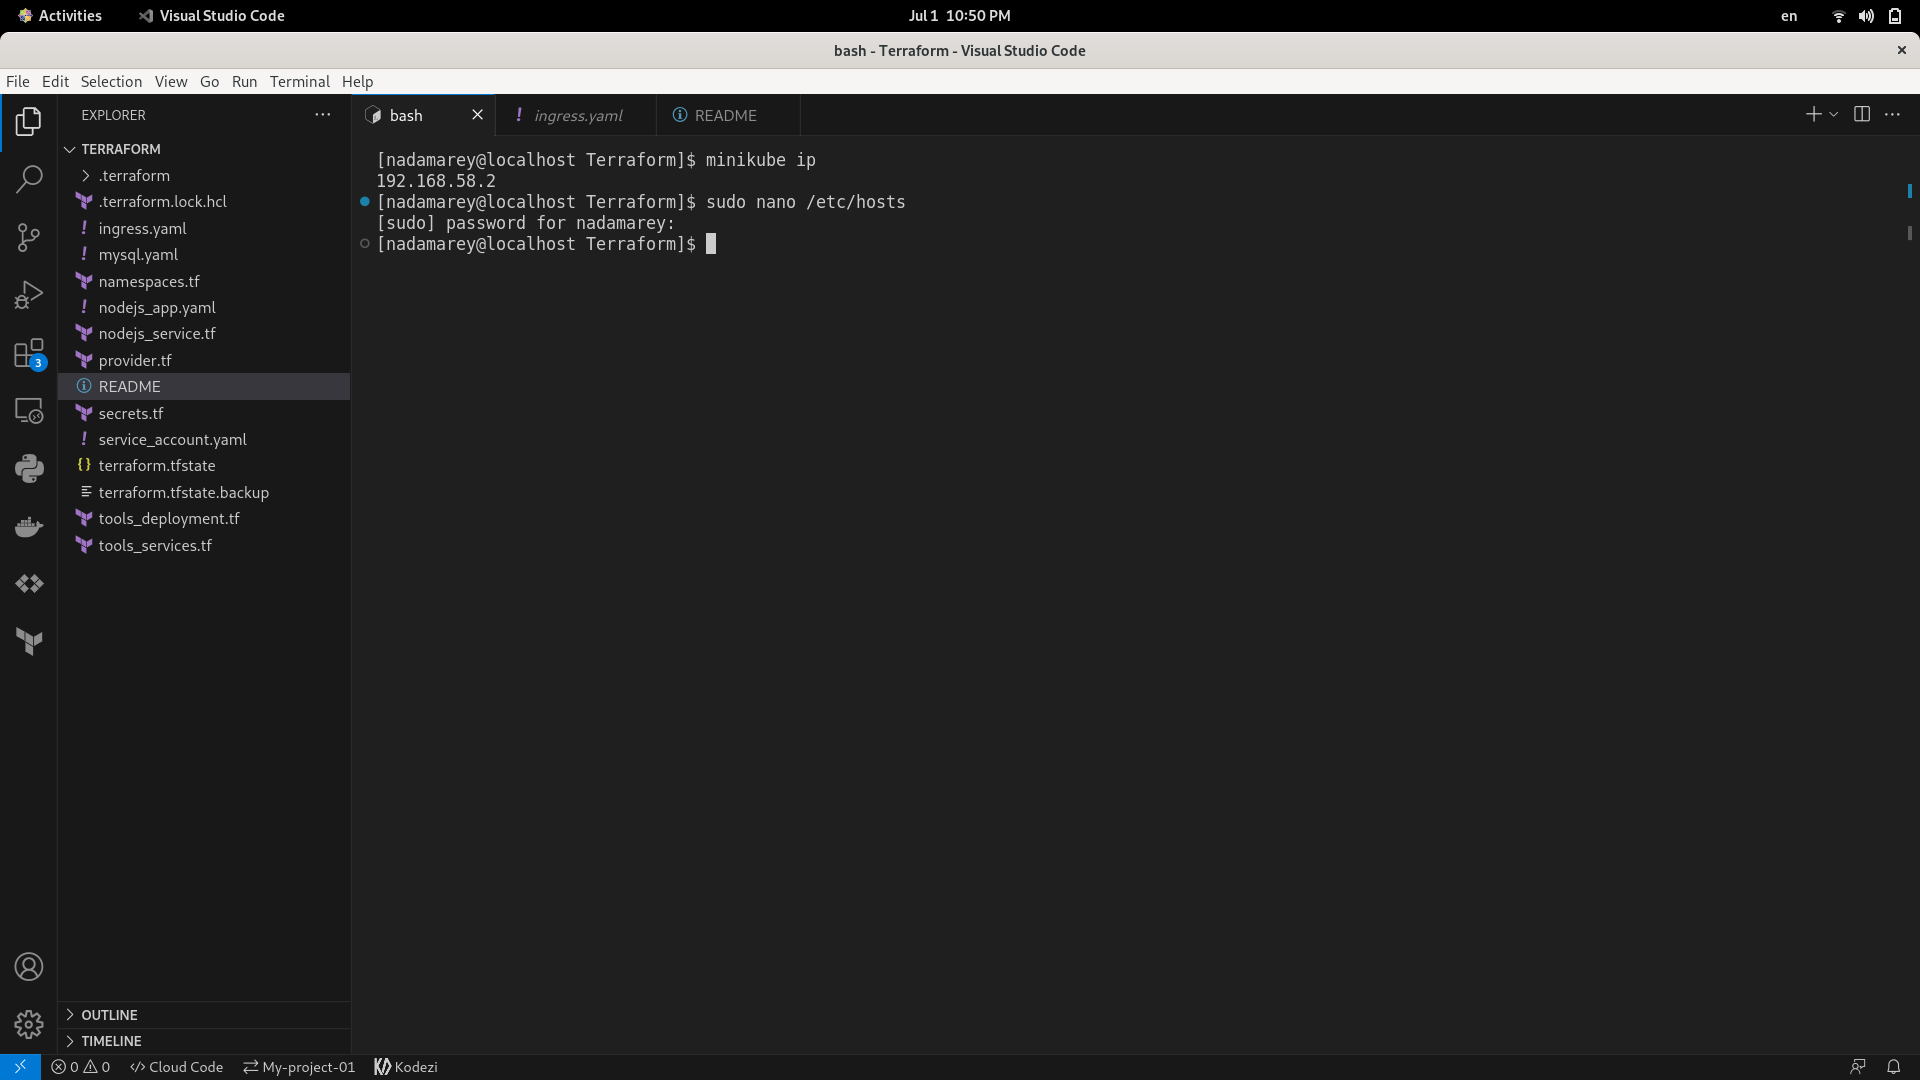 Activities
Visual Studio Code
Jul 1 10:50 PM
en
bash - Terraform - Visual Studio Code
File Edit Selection View Go Run Terminal Help
EXPLORER
bash
ingress.yaml
README
TERRAFORM
.terraform
.terraform.lock.hcl
ingress.yaml
mysql.yaml
namespaces.tf
nodejs_app.yaml
nodejs_service.tf
provider.tf
README
secrets.tf
service_account.yaml
terraform.tfstate
terraform.tfstate.backup
tools_deployment.tf
tools_services.tf
3
[nadamarey@localhost Terraform]$ minikube ip
192.168.58.2
[nadamarey@localhost Terraform]$ sudo nano /etc/hosts
[sudo] password for nadamarey:
[nadamarey@localhost Terraform]$
OUTLINE
TIMELINE
0 0 Cloud Code My-project-01 Kodezi